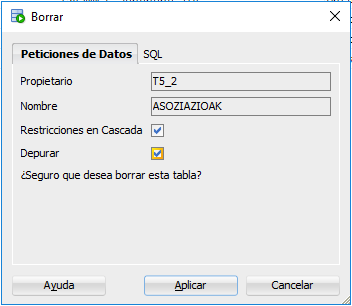 Borrar
Peticiones de Datos SQL
Propietario T5_2
Nombre ASOZIAZIOAK
Restricciones en Cascada
Depurar
¿Seguro que desea borrar esta tabla?
Ayuda Aplicar Cancelar